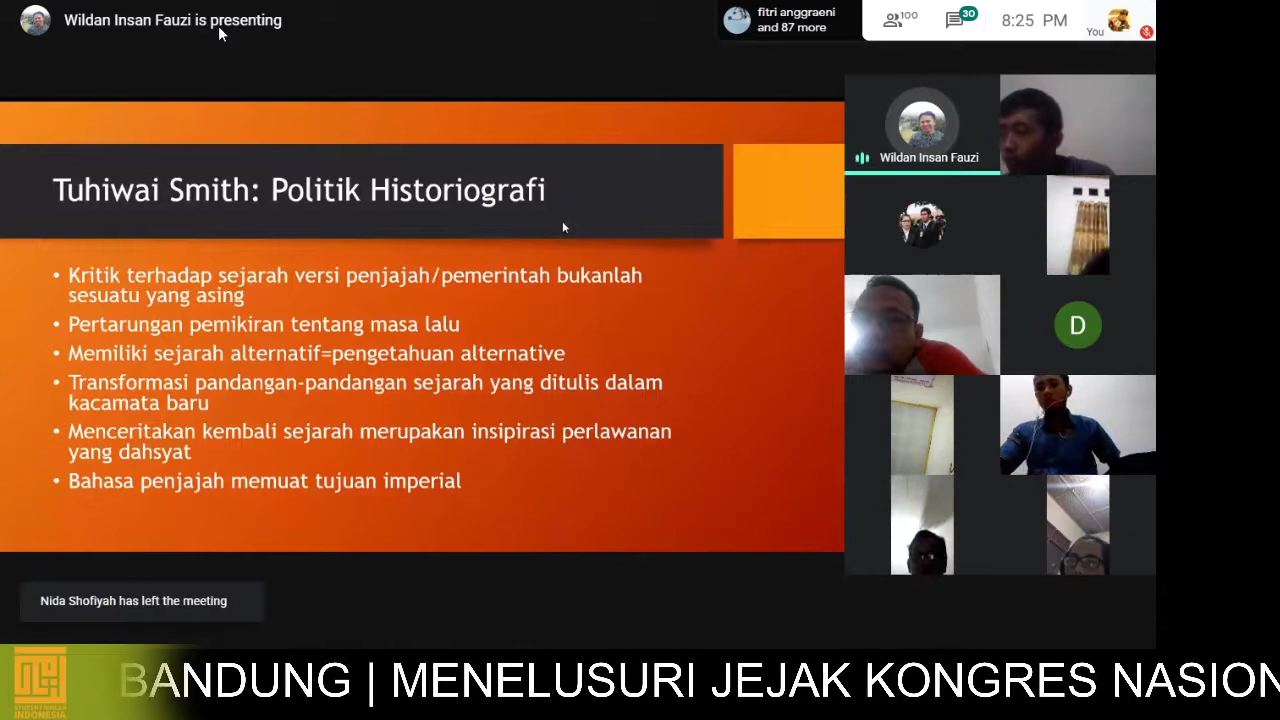 Wildan Insan Fauzi is presenting
fitri anggraeni
and 87 more
100
30
8:25 PM
You
Wildan Insan Fauzi
Tuhiwai Smith: Politik Historiografi
• Kritik terhadap sejarah versi penjajah/pemerintah bukanlah
sesuatu yang asing
• Pertarungan pemikiran tentang masa lalu
• Memiliki sejarah alternatif=pengetahuan alternative
• Transformasi pandangan-pandangan sejarah yang ditulis dalam
kacamata baru
• Menceritakan kembali sejarah merupakan insipirasi perlawanan
yang dahsyat
• Bahasa penjajah memuat tujuan imperial
D
Nida Shofiyah has left the meeting
INDONESIA
BANDUNG | MENELUSURI JEJAK KONGRES NASION